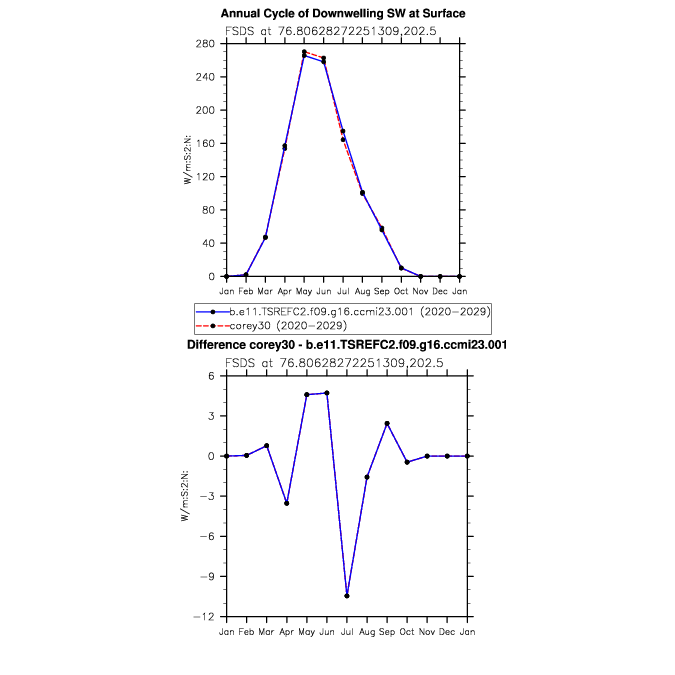 Annual Cycle of Downwelling SW at Surface
FSDS at 76.80628272251309,202.5
280
240
200
160
120
80
40
0
W/m:S:2:N:
Jan Feb Mar Apr May Jun Jul Aug Sep Oct Nov Dec Jan
b.e11.TSREFC2.f09.g16.ccmi23.001 (2020-2029)
corey30 (2020-2029)
Difference corey30 - b.e11.TSREFC2.f09.g16.ccmi23.001
FSDS at 76.80628272251309,202.5
6
3
0
-3
-6
-9
-12
W/m:S:2:N:
Jan Feb Mar Apr May Jun Jul Aug Sep Oct Nov Dec Jan